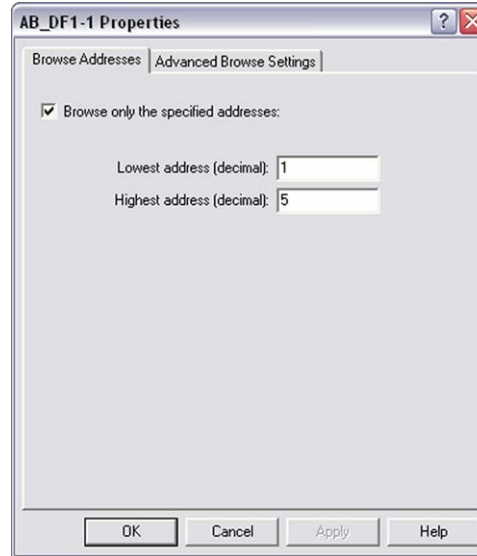 AB_DF1-1 Properties
Browse Addresses Advanced Browse Settings
Browse only the specified addresses:
Lowest address (decimal): 1
Highest address (decimal): 5
OK Cancel Apply Help